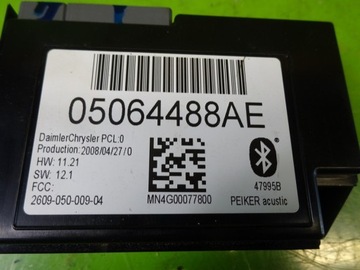 05064488AE
DaimlerChrysler PCL:0
Production: 2008/04/27/0
HW: 11.21
SW: 12.1
FCC:
2609-050-009-04
MN4G00077800
47995B
PEIKER acustic